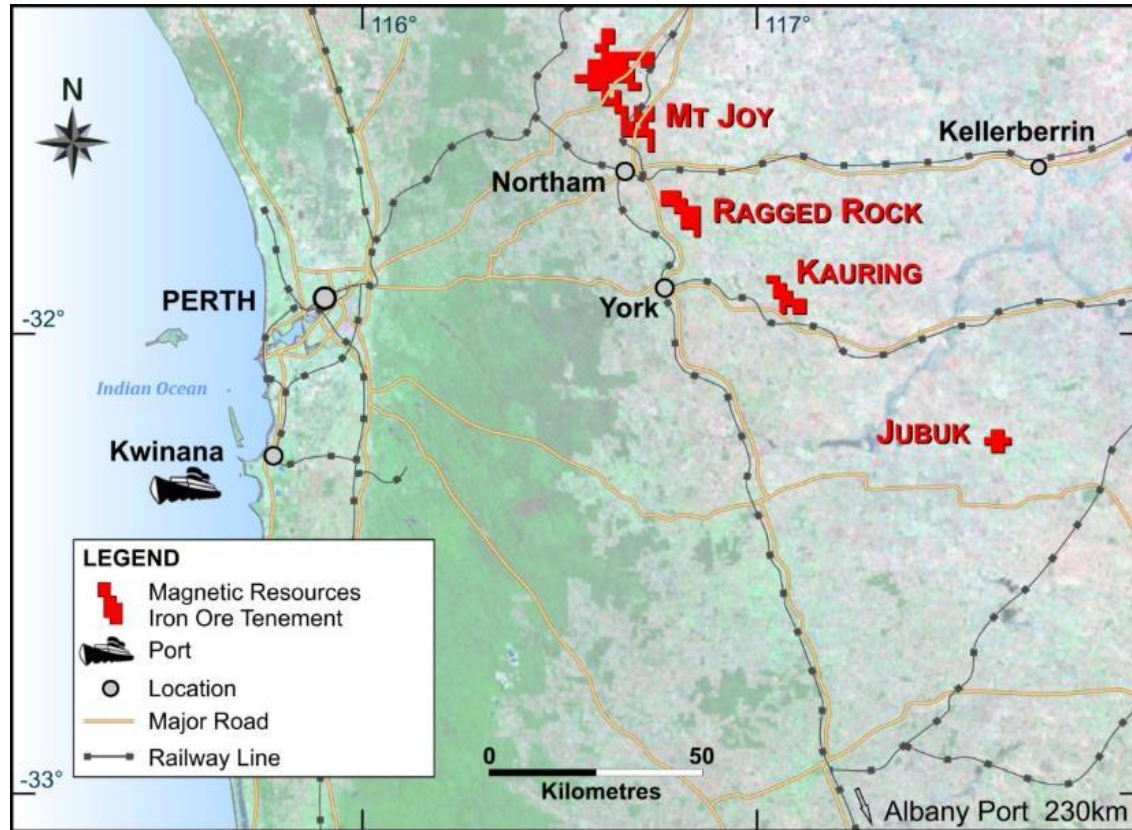 116°
117°
N
MT JOY
Kellerberrin
Northam
RAGGED ROCK
KAURING
PERTH
York
-32°
Indian Ocean
JUBUK
Kwinana
LEGEND
Magnetic Resources
Iron Ore Tenement
Port
Location
Major Road
Railway Line
0 50
Kilometres
-33°
Albany Port 230km